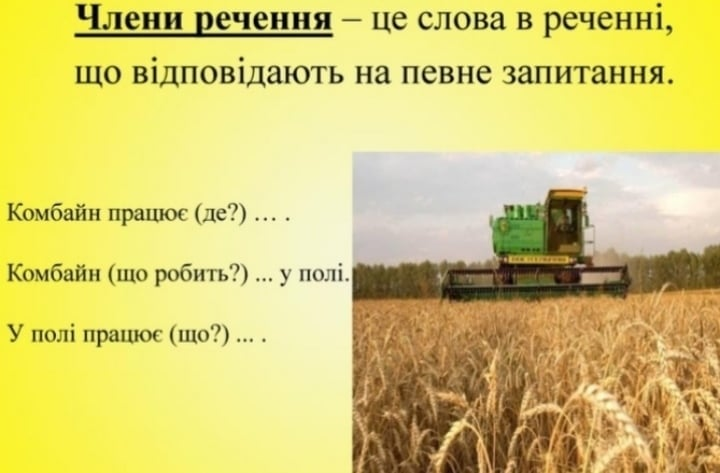 Члени речення – це слова в реченні,
що відповідають на певне запитання.
Комбайн працює (де?) ... .
Комбайн (що робить?) ... у полі.
У полі працює (що?) ... .